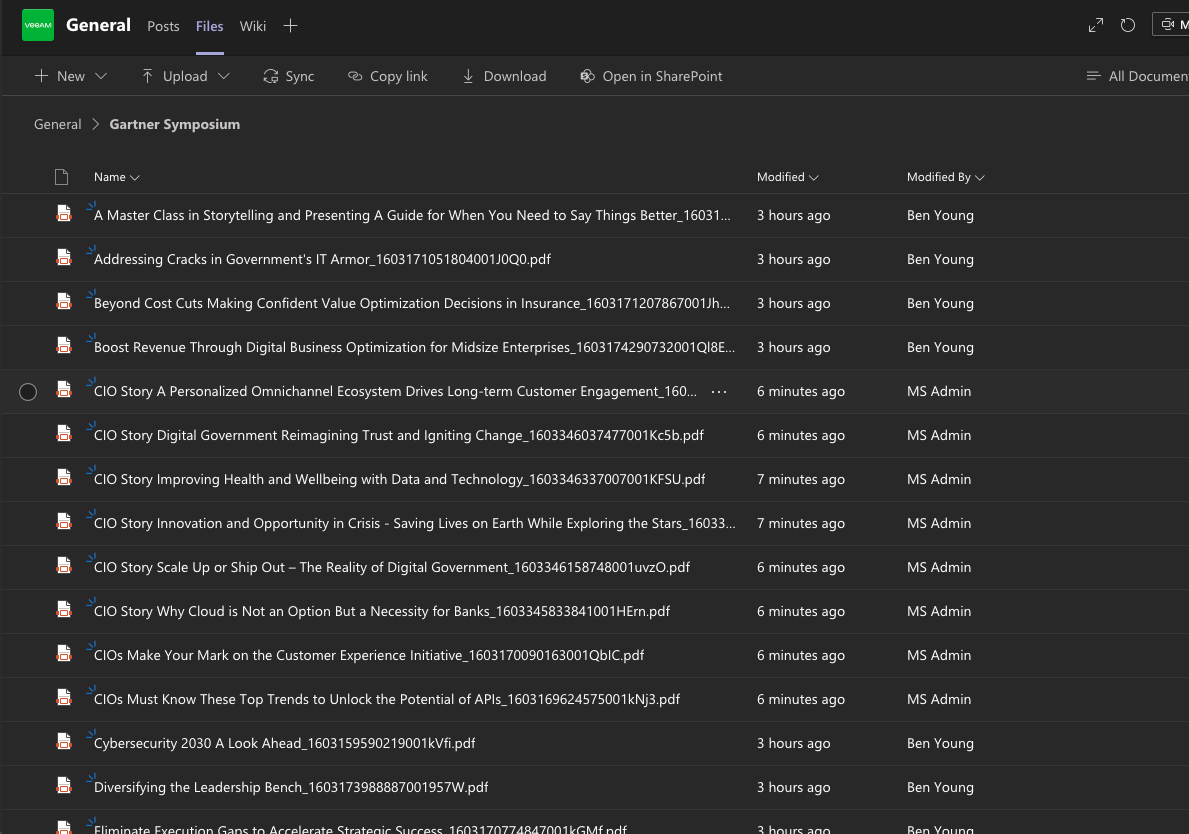 veeam General Posts Files Wiki
M
New Upload Sync Copy link Download Open in SharePoint All Documen
General > Gartner Symposium
Name Modified Modified By
A Master Class in Storytelling and Presenting A Guide for When You Need to Say Things Better_16031... 3 hours ago Ben Young
Addressing Cracks in Government's IT Armor_1603171051804001J0Q0.pdf 3 hours ago Ben Young
Beyond Cost Cuts Making Confident Value Optimization Decisions in Insurance_1603171207867001Jh... 3 hours ago Ben Young
Boost Revenue Through Digital Business Optimization for Midsize Enterprises_1603174290732001Ql8E... 3 hours ago Ben Young
CIO Story A Personalized Omnichannel Ecosystem Drives Long-term Customer Engagement_160... ... 6 minutes ago MS Admin
CIO Story Digital Government Reimagining Trust and Igniting Change_1603346037477001Kc5b.pdf 6 minutes ago MS Admin
CIO Story Improving Health and Wellbeing with Data and Technology_1603346337007001KFSU.pdf 7 minutes ago MS Admin
CIO Story Innovation and Opportunity in Crisis - Saving Lives on Earth While Exploring the Stars_16033... 7 minutes ago MS Admin
CIO Story Scale Up or Ship Out – The Reality of Digital Government_1603346158748001uvzO.pdf 6 minutes ago MS Admin
CIO Story Why Cloud is Not an Option But a Necessity for Banks_1603345833841001HErn.pdf 6 minutes ago MS Admin
CIOs Make Your Mark on the Customer Experience Initiative_1603170090163001QbIC.pdf 6 minutes ago MS Admin
CIOs Must Know These Top Trends to Unlock the Potential of APIs_1603169624575001kNj3.pdf 6 minutes ago MS Admin
Cybersecurity 2030 A Look Ahead_1603159590219001kVfi.pdf 3 hours ago Ben Young
Diversifying the Leadership Bench_1603173988887001957W.pdf 3 hours ago Ben Young
Eliminate Execution Gaps to Accelerate Strategic Success_1603170774847001kGMf.pdf 3 hours ago Ben Young